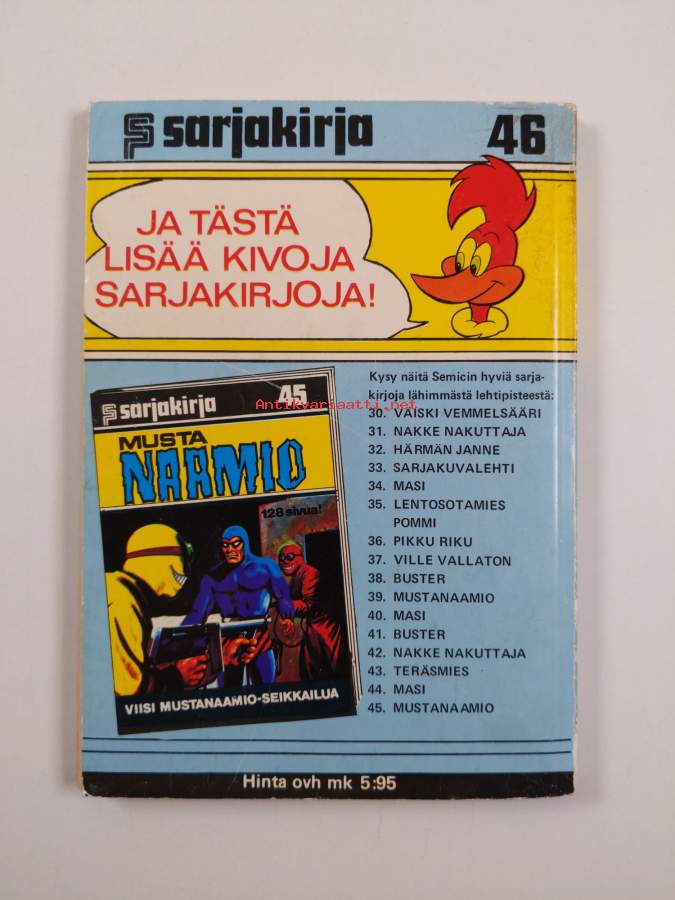 sarjakirja 46
JA TÄSTÄ
LISÄÄ KIVOJA
SARJAKIRJOJA!
Kysy näitä Semicin hyviä sarja-
kirjoja lähimmästä lehtipisteestä:
30. VÄISKI VEMMELSÄÄRI
31. NAKKE NAKUTTAJA
32. HÄRMÄN JANNE
33. SARJAKUVALEHTI
34. MASI
35. LENTOSOTAMIES
POMMI
36. PIKKU RIKU
37. VILLE VALLATON
38. BUSTER
39. MUSTANAAMIO
40. MASI
41. BUSTER
42. NAKKE NAKUTTAJA
43. TERÄSMIES
44. MASI
45. MUSTANAAMIO
sarjakirja 45
MUSTA
NAAMIO
128 sivua!
VIISI MUSTANAAMIO-SEIKKAILUA
Hinta ovh mk 5:95
Antikvariaatti.net